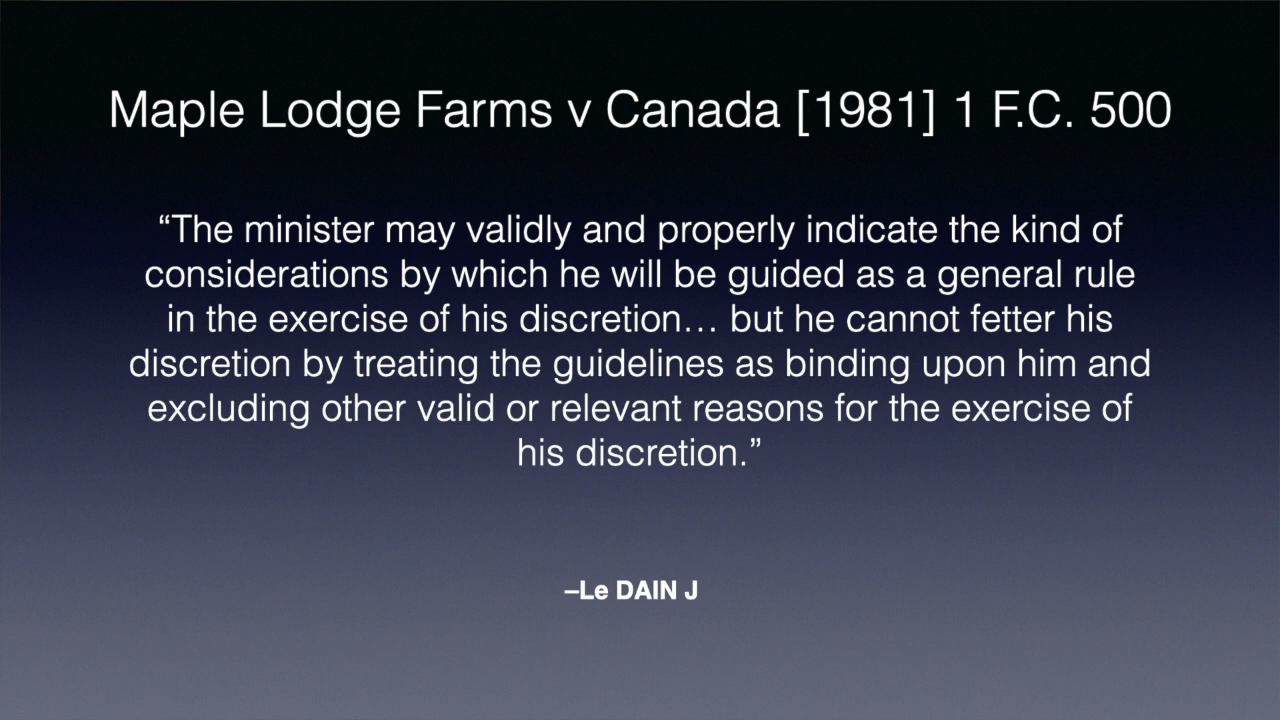 Maple Lodge Farms v Canada [1981] 1 F.C. 500
“The minister may validly and properly indicate the kind of
considerations by which he will be guided as a general rule
in the exercise of his discretion… but he cannot fetter his
discretion by treating the guidelines as binding upon him and
excluding other valid or relevant reasons for the exercise of
his discretion.”
–Le DAIN J